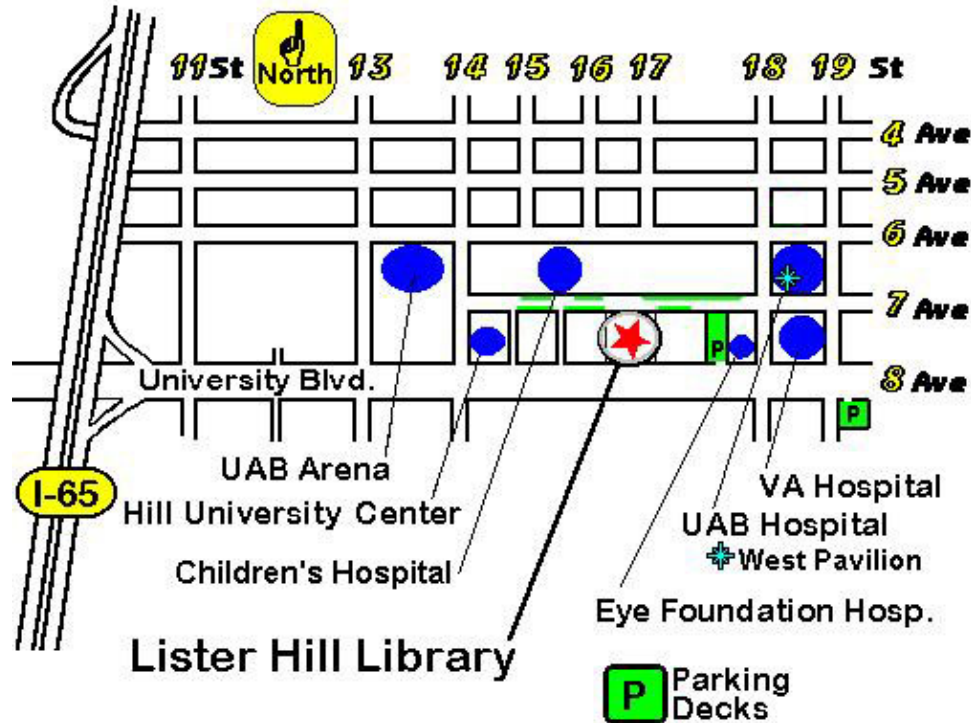 North
11 St 13 14 15 16 17 18 19 St
4 Ave
5 Ave
6 Ave
7 Ave
P
University Blvd.
8 Ave
P
I-65
UAB Arena
VA Hospital
Hill University Center
UAB Hospital
West Pavilion
Children's Hospital
Eye Foundation Hosp.
Lister Hill Library
P Parking
Decks